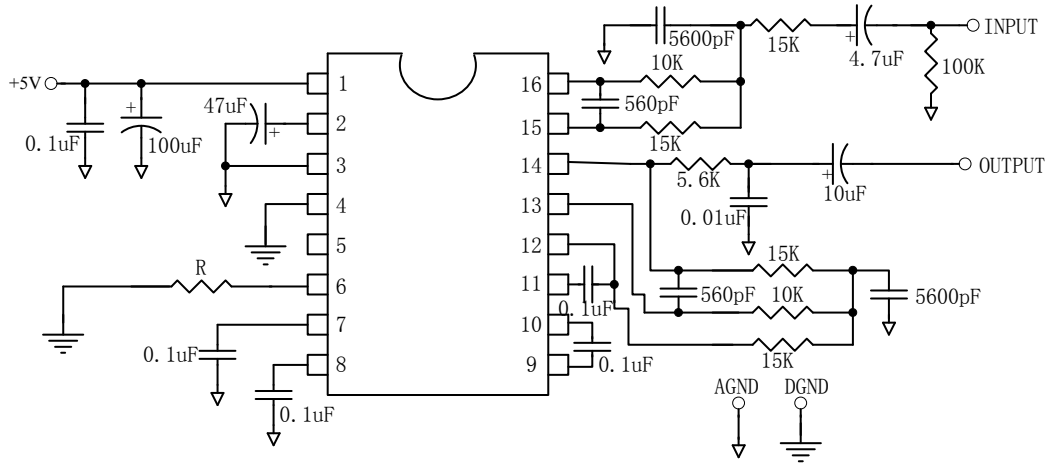 5600pF
15K
+
4.7uF
INPUT
100K
+5V
0.1uF
+
100uF
47uF
+
1
2
3
4
5
6
7
8
16
15
14
13
12
11
10
9
10K
560pF
15K
5.6K
0.01uF
+
10uF
OUTPUT
R
0.1uF
0.1uF
0.1uF
0.1uF
15K
560pF
10K
15K
5600pF
AGND
DGND